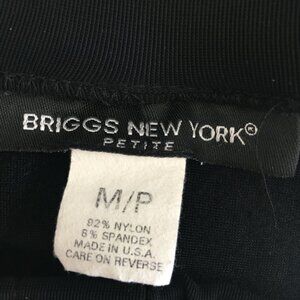 BRIGGS NEW YORK®
PETITE
M/P
92% NYLON
8% SPANDEX
MADE IN U.S.A.
CARE ON REVERSE